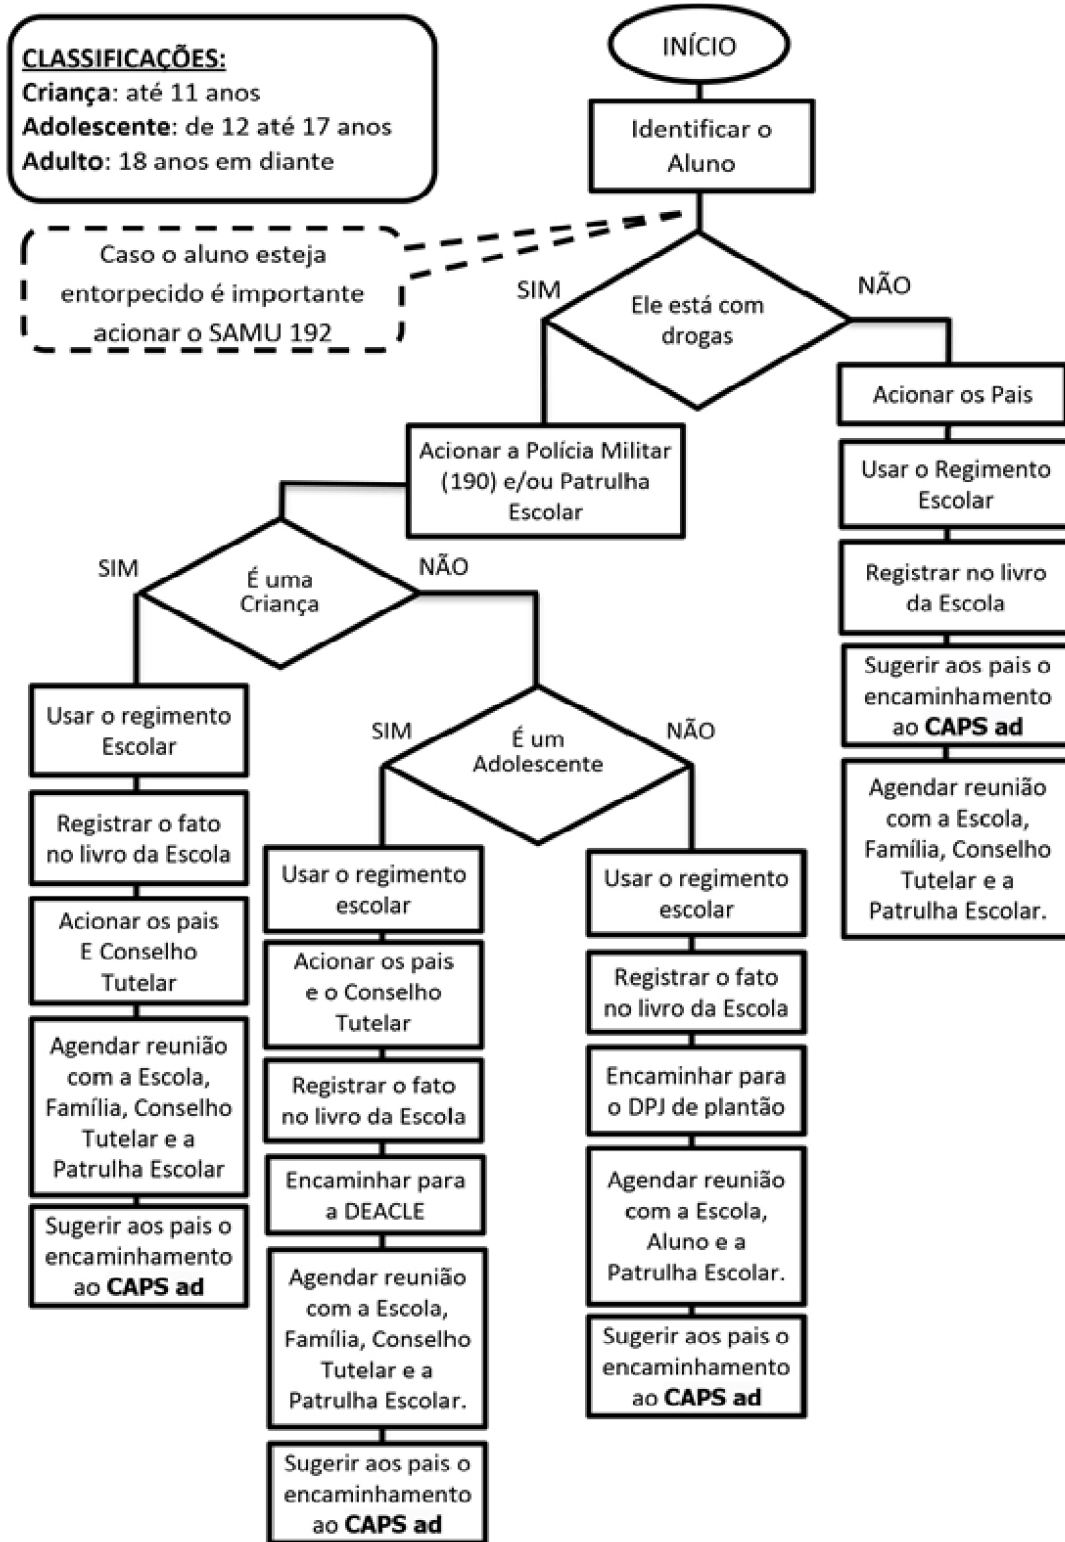 CLASSIFICAÇÕES:
Criança: até 11 anos
Adolescente: de 12 até 17 anos
Adulto: 18 anos em diante
INÍCIO
Identificar o
Aluno
Caso o aluno esteja
entorpecido é importante
acionar o SAMU 192
SIM
Ele está com
drogas
NÃO
Acionar a Polícia Militar
(190) e/ou Patrulha
Escolar
Acionar os Pais
Usar o Regimento
Escolar
Registrar no livro
da Escola
Sugerir aos pais o
encaminhamento
ao CAPS ad
Agendar reunião
com a Escola,
Família, Conselho
Tutelar e a
Patrulha Escolar.
SIM
É uma
Criança
NÃO
Usar o regimento
Escolar
Registrar o fato
no livro da Escola
Acionar os pais
E Conselho
Tutelar
Agendar reunião
com a Escola,
Família, Conselho
Tutelar e a
Patrulha Escolar
Sugerir aos pais o
encaminhamento
ao CAPS ad
SIM
É um
Adolescente
NÃO
Usar o regimento
escolar
Acionar os pais
e o Conselho
Tutelar
Registrar o fato
no livro da Escola
Encaminhar para
a DEACLE
Agendar reunião
com a Escola,
Família, Conselho
Tutelar e a
Patrulha Escolar.
Sugerir aos pais o
encaminhamento
ao CAPS ad
Usar o regimento
escolar
Registrar o fato
no livro da Escola
Encaminhar para
o DPJ de plantão
Agendar reunião
com a Escola,
Aluno e a
Patrulha Escolar.
Sugerir aos pais o
encaminhamento
ao CAPS ad